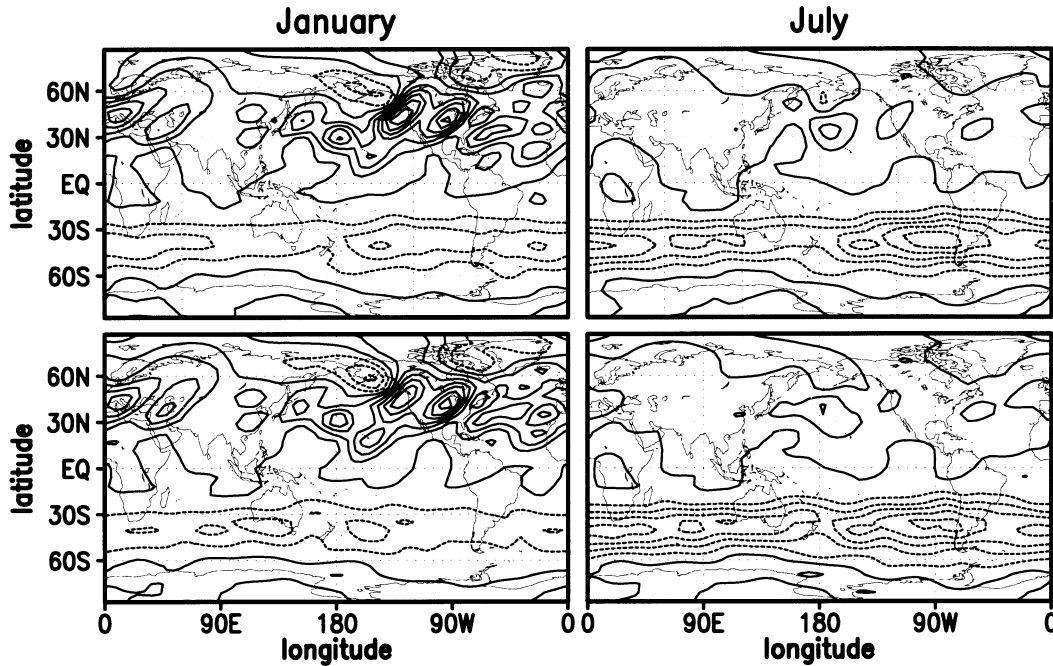 January July
60N
30N
EQ
30S
60S
latitude
60N
30N
EQ
30S
60S
latitude
0 90E 180 90W 0 0 90E 180 90W 0
longitude longitude